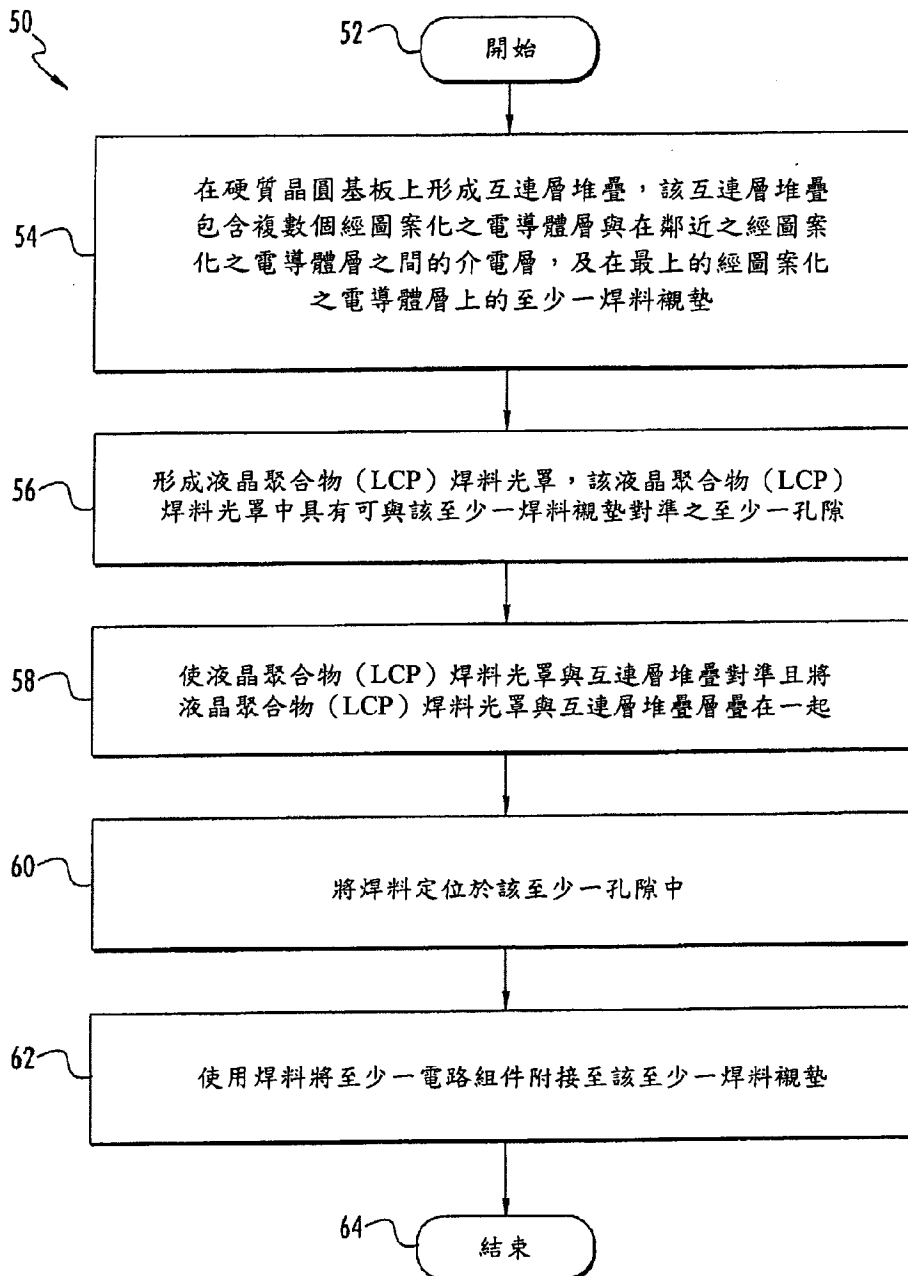 50
52
開始
54
在硬質晶圓基板上形成互連層堆疊，該互連層堆疊
包含複數個經圖案化之電導體層與在鄰近之經圖案
化之電導體層之間的介電層，及在最上的經圖案化
之電導體層上的至少一焊料襯墊
56
形成液晶聚合物（LCP）焊料光罩，該液晶聚合物（LCP）
焊料光罩中具有可與該至少一焊料襯墊對準之至少一孔隙
58
使液晶聚合物（LCP）焊料光罩與互連層堆疊對準且將
液晶聚合物（LCP）焊料光罩與互連層堆疊層疊在一起
60
將焊料定位於該至少一孔隙中
62
使用焊料將至少一電路組件附接至該至少一焊料襯墊
64
結束